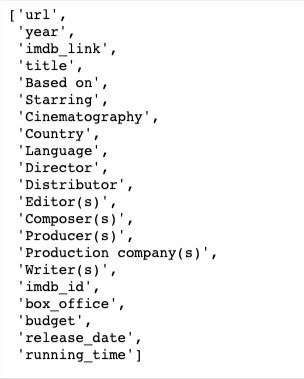 ['url',
'year',
'imdb_link',
'title',
'Based on',
'Starring',
'Cinematography',
'Country',
'Language',
'Director',
'Distributor',
'Editor(s)',
'Composer(s)',
'Producer(s)',
'Production company(s)',
'Writer(s)',
'imdb_id',
'box_office',
'budget',
'release_date',
'running_time']